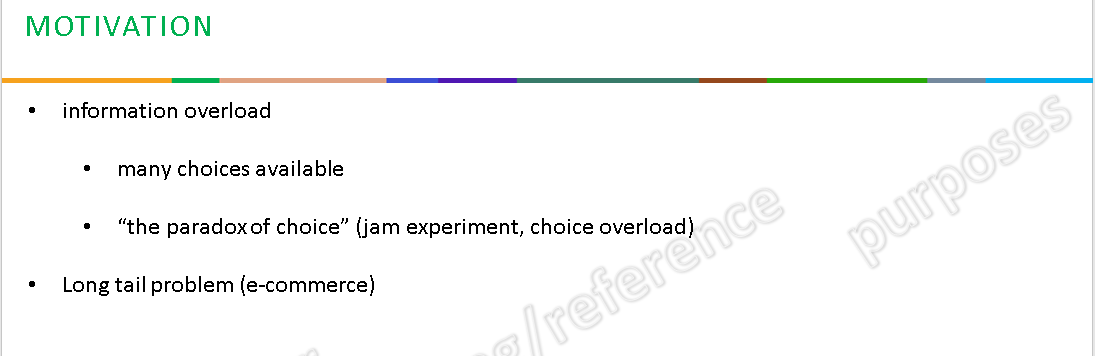 MOTIVATION
• information overload
• many choices available
• “the paradox of choice” (jam experiment, choice overload)
• Long tail problem (e-commerce)
/reference purposes